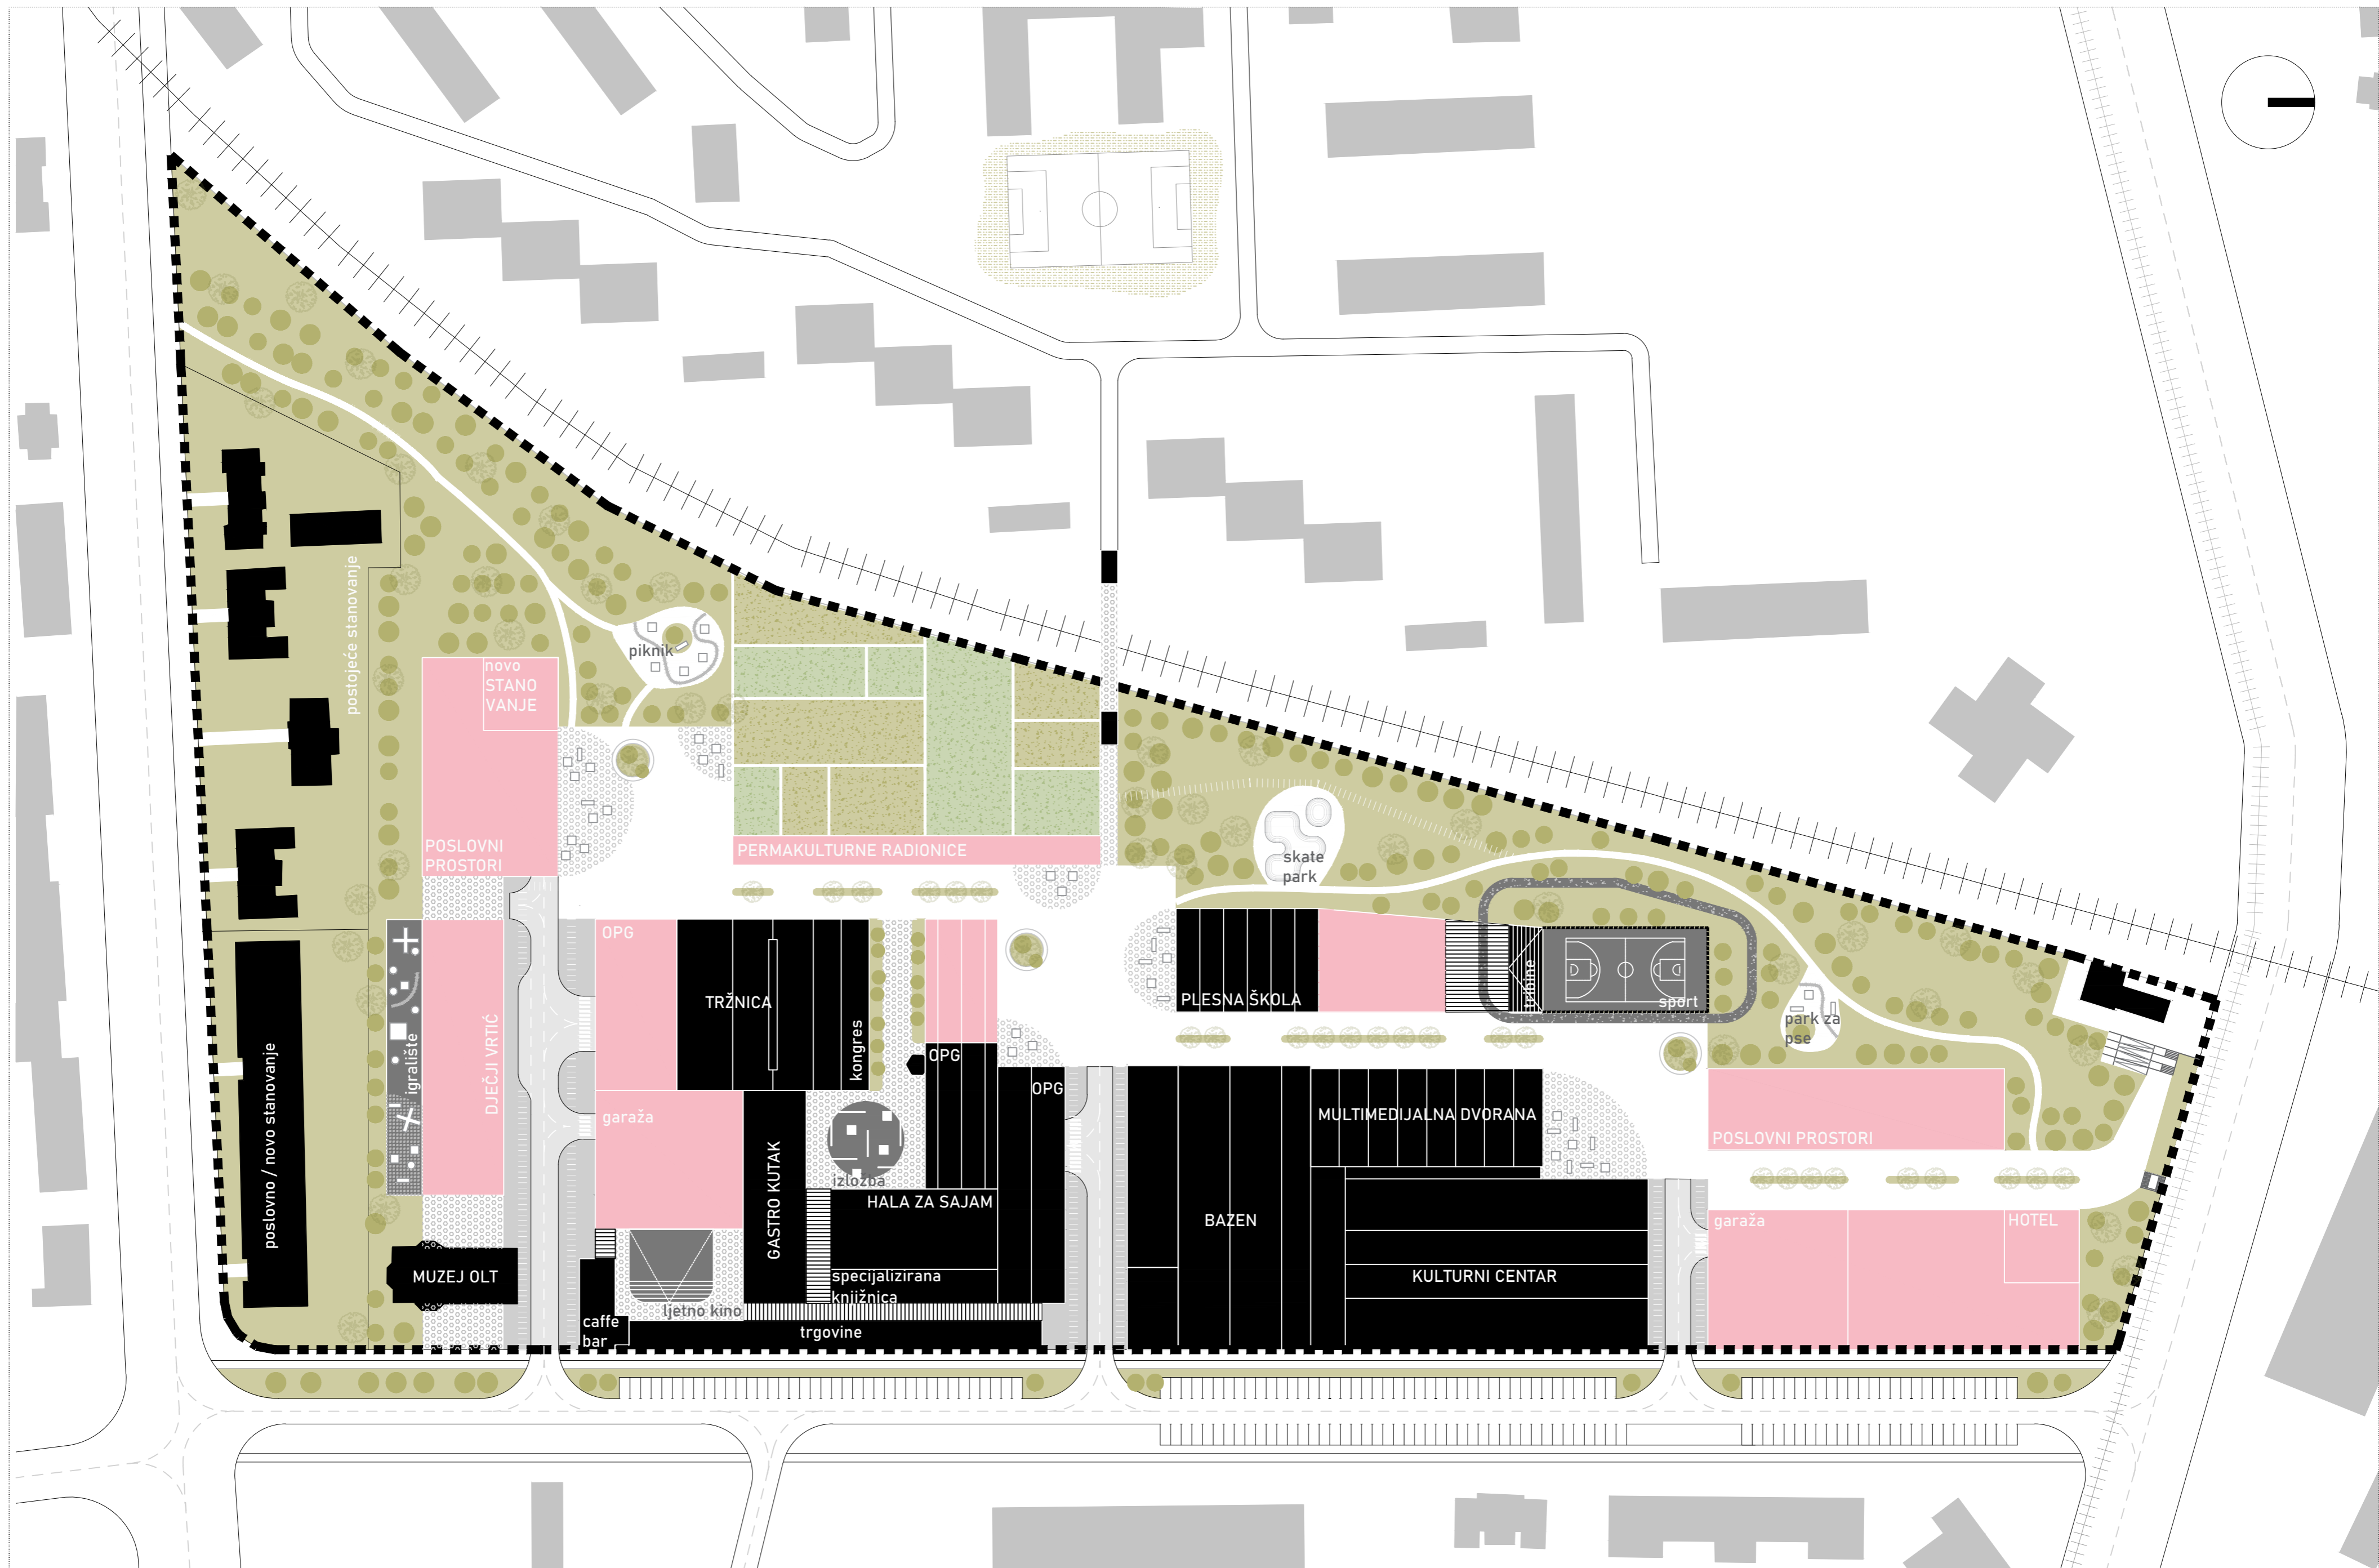 postojeće stanovanje
piknik
novo
STANO
VANJE
POSLOVNI
PROSTORI
PERMAKULTURNE RADIONICE
skate
park
OPG
TRŽNICA
kongres
OPG
OPG
PLESNA ŠKOLA
tribine
sport
park za
pse
igralište
DJEČJI VRTIĆ
poslovno / novo stanovanje
garaža
GASTRO KUTAK
izložba
HALA ZA SAJAM
specijalizirana
knjižnica
MULTIMEDIJALNA DVORANA
BAZEN
KULTURNI CENTAR
POSLOVNI PROSTORI
garaža
HOTEL
MUZEJ OLT
ljetno kino
caffe
bar
trgovine